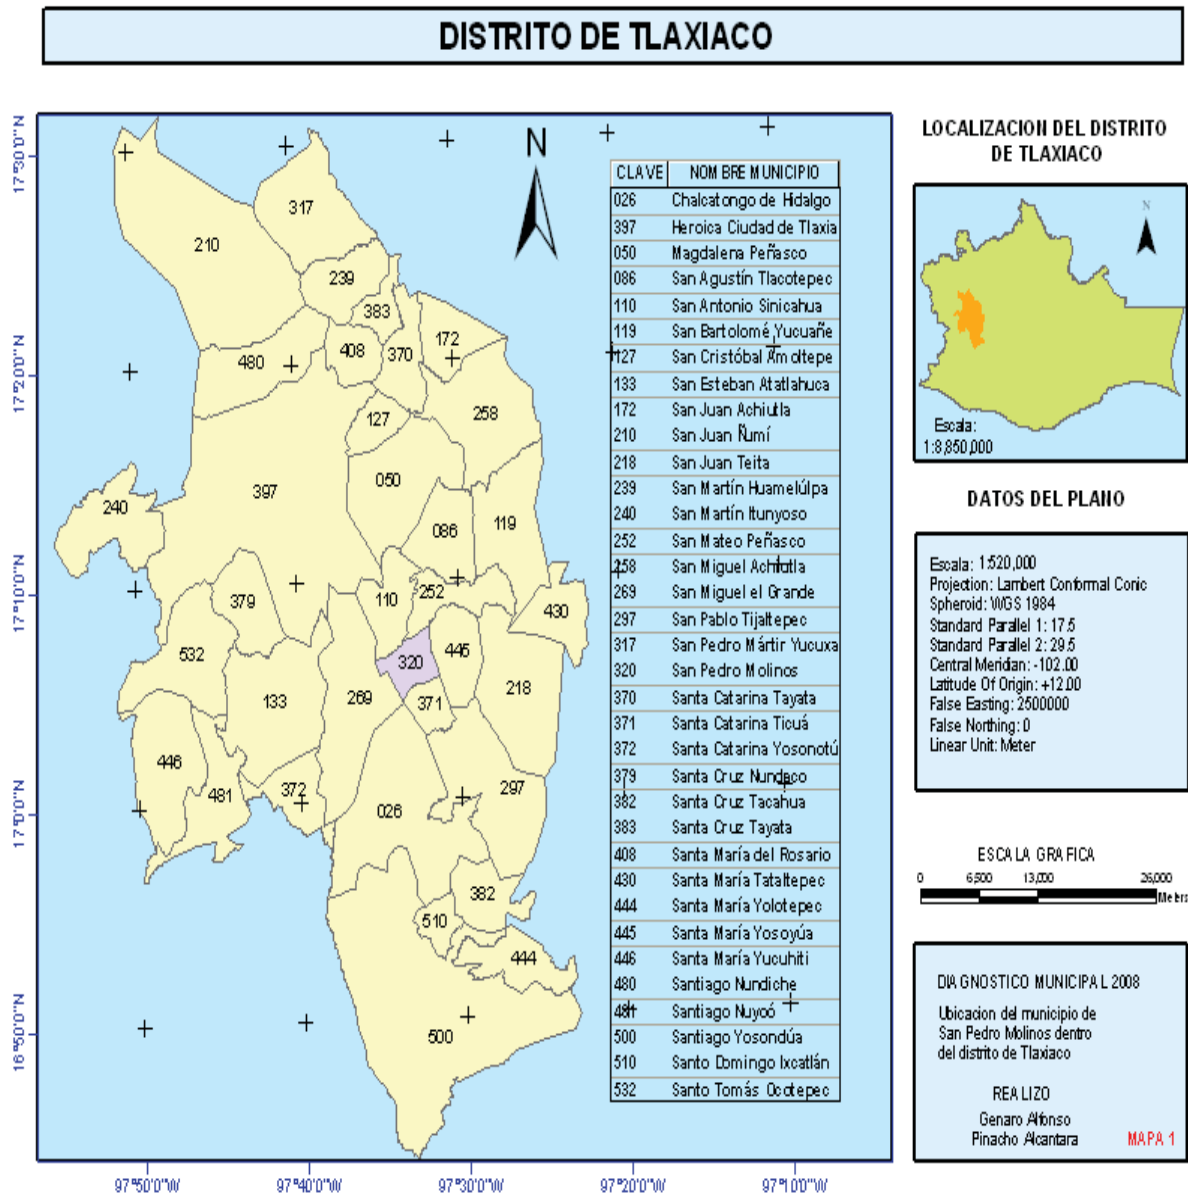 DISTRITO DE TLAXIACO
17°30'0"N
17°20'0"N
17°10'0"N
17°0'0"N
16°50'0"N
97°50'0"W
97°40'0"W
97°30'0"W
97°20'0"W
97°10'0"W
N
317
210
239
383
172
408
370
480
258
127
050
397
240
086
119
252
110
379
430
532
445
320
218
269
133
371
446
481
372
026
297
382
510
444
500
CLAVE NOMBRE MUNICIPIO
026 Chalcatongo de Hidalgo
397 Heroica Ciudad de Tlaxia
050 Magdalena Peñasco
086 San Agustín Tlacotepec
110 San Antonio Sinicahua
119 San Bartolomé Yucuañe
127 San Cristóbal Amoltepe
133 San Esteban Atatlahuca
172 San Juan Achiutla
210 San Juan Ñumí
218 San Juan Teita
239 San Martín Huamelúlpa
240 San Martín Itunyoso
252 San Mateo Peñasco
258 San Miguel Achiutla
269 San Miguel el Grande
297 San Pablo Tijaltepec
317 San Pedro Mártir Yucuxa
320 San Pedro Molinos
370 Santa Catarina Tayata
371 Santa Catarina Ticuá
372 Santa Catarina Yosonotú
379 Santa Cruz Nundaco
382 Santa Cruz Tacahua
383 Santa Cruz Tayata
408 Santa María del Rosario
430 Santa María Tataltepec
444 Santa María Yolotepec
445 Santa María Yosoyúa
446 Santa María Yucuhiti
480 Santiago Nundiche
481 Santiago Nuyoó
500 Santiago Yosondúa
510 Santo Domingo Ixcatlán
532 Santo Tomás Ocotepec
LOCALIZACION DEL DISTRITO
DE TLAXIACO
N
Escala:
1:8,850,000
DATOS DEL PLANO
Escala: 1:520,000
Projection: Lambert Conformal Conic
Spheroid: WGS 1984
Standard Parallel 1: 17.5
Standard Parallel 2: 29.5
Central Meridian: -102.00
Latitude Of Origin: +12.00
False Easting: 2500000
False Northing: 0
Linear Unit: Meter
ESCALA GRAFICA
0 6,500 13,000 26,000
Meters
DIAGNOSTICO MUNICIPAL 2008
Ubicacion del municipio de
San Pedro Molinos dentro
del distrito de Tlaxiaco
REALIZO
Genaro Alfonso
Pinacho Alcantara
MAPA 1